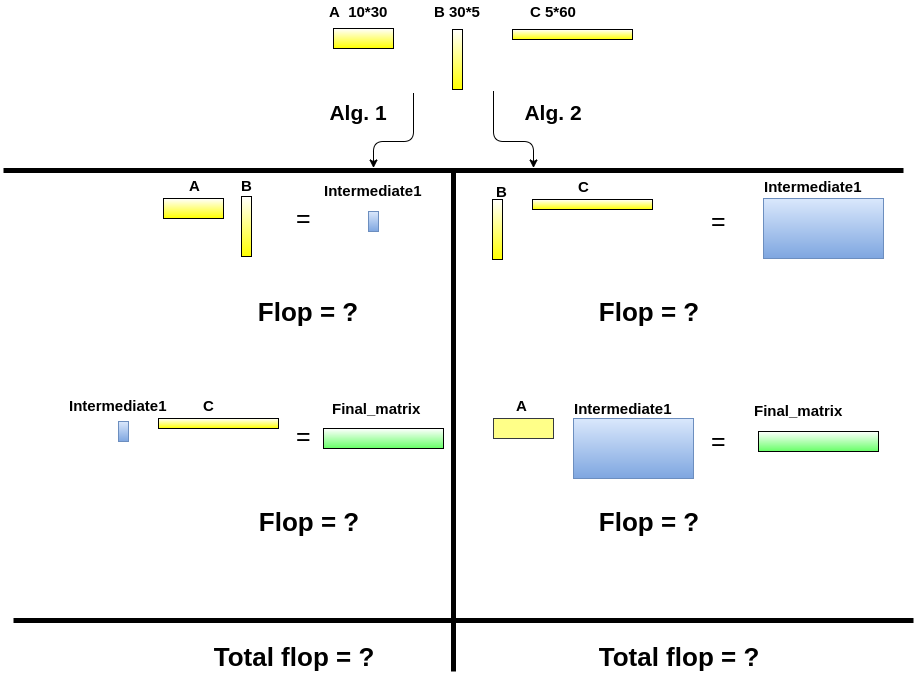 A  10*30 B 30*5 C 5*60
Alg. 1 Alg. 2
A B Intermediate1
=
Flop = ?
Intermediate1 C Final_matrix
=
Flop = ?
B C Intermediate1
=
Flop = ?
A Intermediate1 Final_matrix
=
Flop = ?
Total flop = ? Total flop = ?